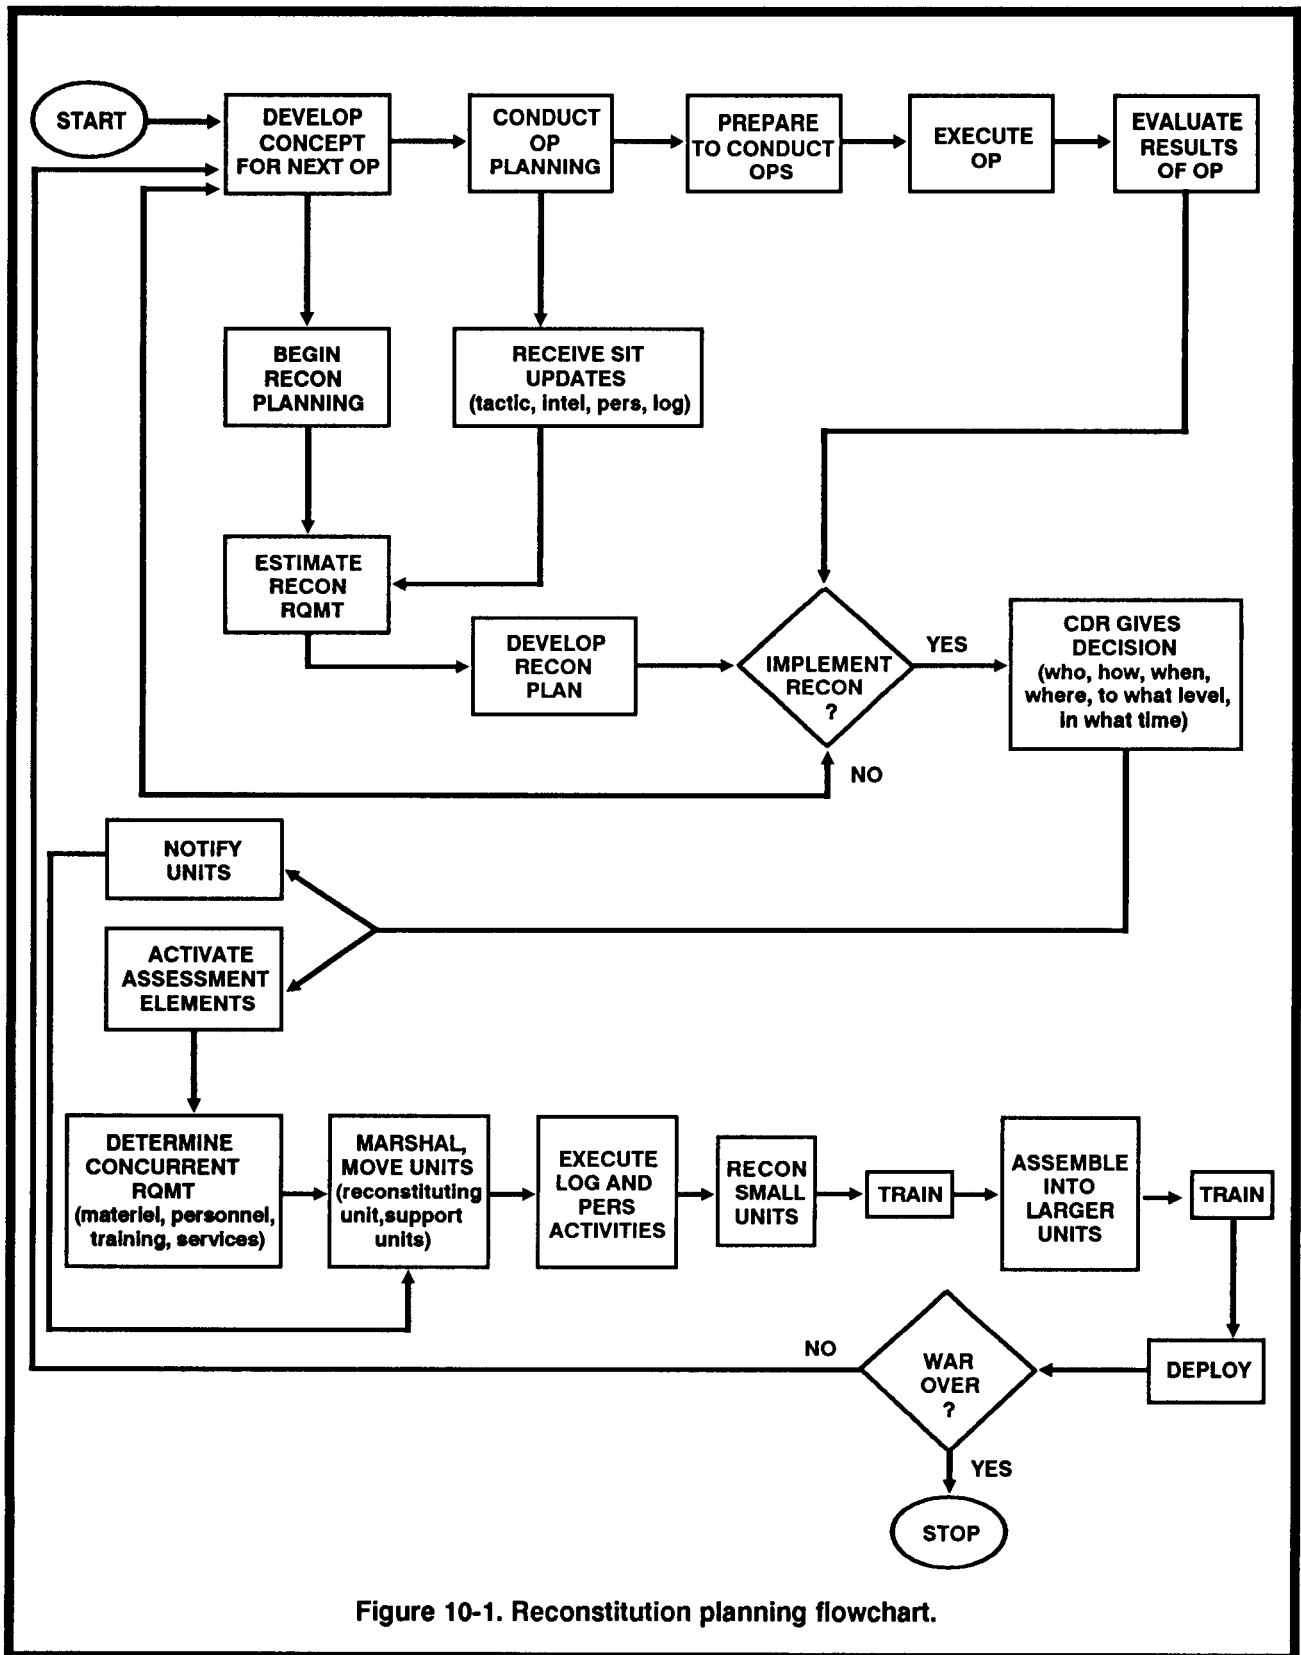 START
DEVELOP
CONCEPT
FOR NEXT OP
CONDUCT
OP
PLANNING
PREPARE
TO CONDUCT
OPS
EXECUTE
OP
EVALUATE
RESULTS
OF OP
BEGIN
RECON
PLANNING
RECEIVE SIT
UPDATES
(tactic, intel, pers, log)
ESTIMATE
RECON
RQMT
DEVELOP
RECON
PLAN
IMPLEMENT
RECON
?
YES
NO
CDR GIVES
DECISION
(who, how, when,
where, to what level,
in what time)
NOTIFY
UNITS
ACTIVATE
ASSESSMENT
ELEMENTS
DETERMINE
CONCURRENT
RQMT
(materiel, personnel,
training, services)
MARSHAL,
MOVE UNITS
(reconstituting
unit,support
units)
EXECUTE
LOG AND
PERS
ACTIVITIES
RECON
SMALL
UNITS
TRAIN
ASSEMBLE
INTO
LARGER
UNITS
TRAIN
DEPLOY
WAR
OVER
?
NO
YES
STOP
Figure 10-1. Reconstitution planning flowchart.